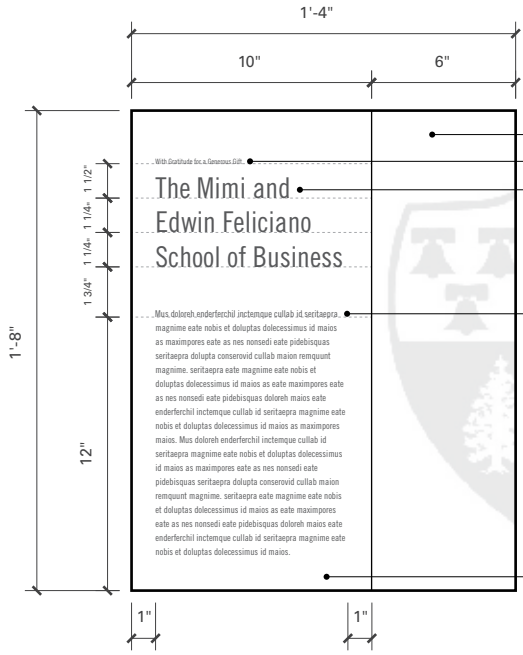 1'-4"
10"
6"
1'-8"
1 1/2"
1 1/4"
1 1/4"
1 3/4"
12"
With Gratitude for a Generous Gift
The Mimi and
Edwin Feliciano
School of Business
Mus doloreh enderferchil inctemque cullab id seritaepra
magnime eate nobis et doluptas dolecessimus id maios
as maximpores eate as nes nonsedi eate pidebisquas
seritaepra dolupta conserovid cullab maion remquunt
magnime. seritaepra eate magnime eate nobis et
doluptas dolecessimus id maios as eate maximpores eate
as nes nonsedi eate pidebisquas doloreh maios eate
enderferchil inctemque cullab id seritaepra magnime eate
nobis et doluptas dolecessimus id maios as maximpores
maios. Mus doloreh enderferchil inctemque cullab id
seritaepra magnime eate nobis et doluptas dolecessimus
id maios as maximpores eate as nes nonsedi eate
pidebisquas seritaepra dolupta conserovid cullab maion
remquunt magnime. seritaepra eate magnime eate nobis
et doluptas dolecessimus id maios as eate maximpores
eate as nes nonsedi eate pidebisquas doloreh maios eate
enderferchil inctemque cullab id seritaepra magnime eate
nobis et doluptas dolecessimus id maios.
1"
1"